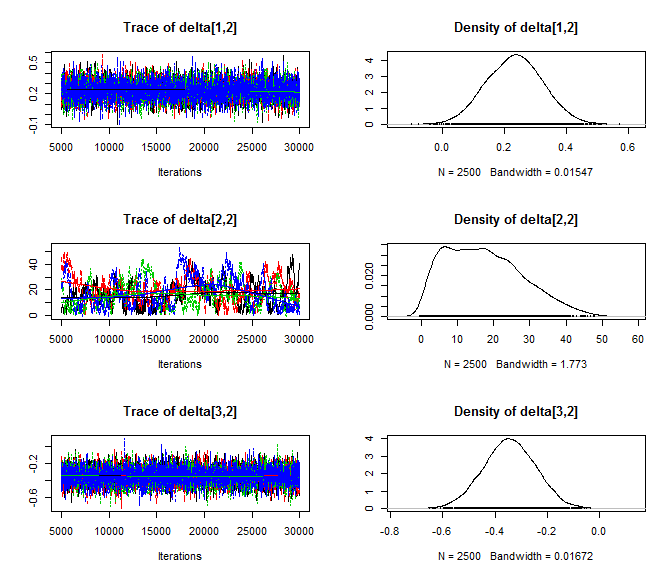 Trace of delta[1,2]
-0.1 0.2 0.5
5000 10000 15000 20000 25000 30000
Iterations
Density of delta[1,2]
0 1 2 3 4
0.0 0.2 0.4 0.6
N = 2500 Bandwidth = 0.01547
Trace of delta[2,2]
0 20 40
5000 10000 15000 20000 25000 30000
Iterations
Density of delta[2,2]
0.000 0.020
0 10 20 30 40 50 60
N = 2500 Bandwidth = 1.773
Trace of delta[3,2]
-0.6 -0.2
5000 10000 15000 20000 25000 30000
Iterations
Density of delta[3,2]
0 1 2 3 4
-0.8 -0.6 -0.4 -0.2 0.0
N = 2500 Bandwidth = 0.01672